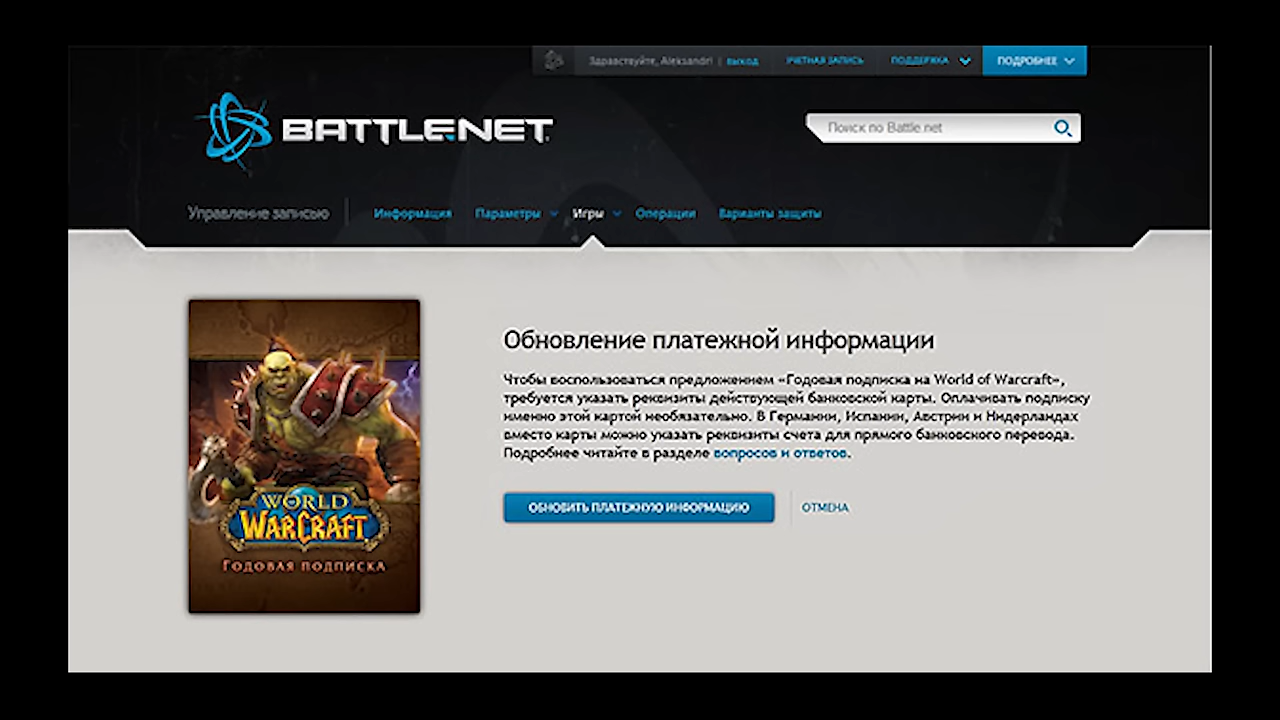 Здравствуйте, Aleksandr! | выход УЧЕТНАЯ ЗАПИСЬ ПОДДЕРЖКА ПОДРОБНЕЕ
BATTLE.NET
Поиск по Battle.net
Управление записью Информация Параметры Игры Операции Варианты защиты
Обновление платежной информации
Чтобы воспользоваться предложением «Годовая подписка на World of Warcraft»,
требуется указать реквизиты действующей банковской карты. Оплачивать подписку
именно этой картой необязательно. В Германии, Испании, Австрии и Нидерландах
вместо карты можно указать реквизиты счета для прямого банковского перевода.
Подробнее читайте в разделе вопросов и ответов.
ОБНОВИТЬ ПЛАТЕЖНУЮ ИНФОРМАЦИЮ ОТМЕНА
WORLD
WARCRAFT
ГОДОВАЯ ПОДПИСКА